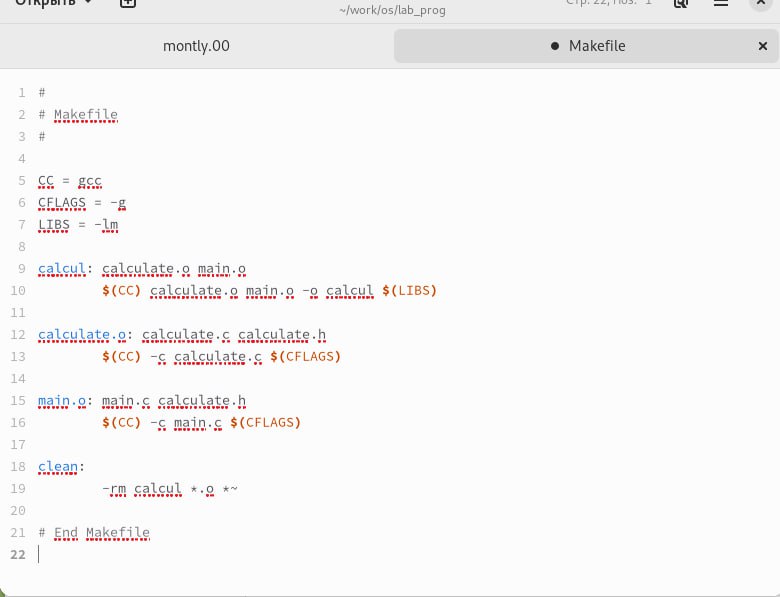 Открыть
~/work/os/lab_prog
Стр. 22, Поз. 1
montly.00
Makefile
1 #
2 # Makefile
3 #
4
5 CC = gcc
6 CFLAGS = -g
7 LIBS = -lm
8
9 calcul: calculate.o main.o
10 $(CC) calculate.o main.o -o calcul $(LIBS)
11
12 calculate.o: calculate.c calculate.h
13 $(CC) -c calculate.c $(CFLAGS)
14
15 main.o: main.c calculate.h
16 $(CC) -c main.c $(CFLAGS)
17
18 clean:
19 -rm calcul *.o *~
20
21 # End Makefile
22